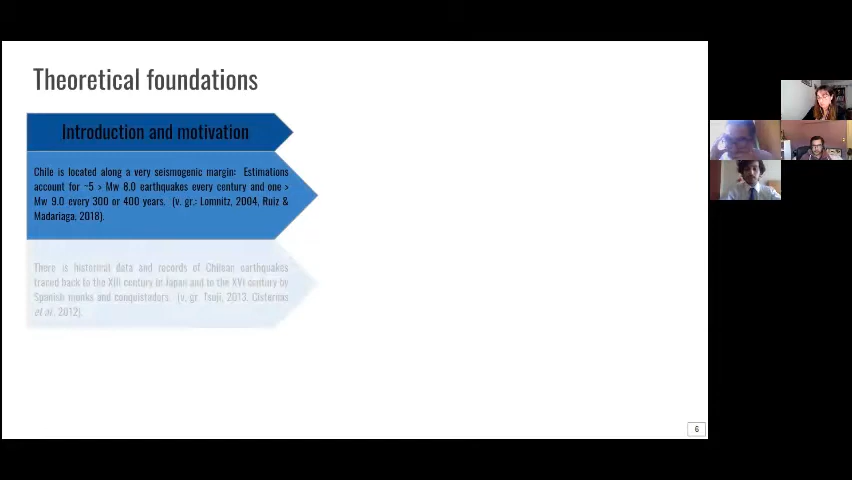 Theoretical foundations
Introduction and motivation
Chile is located along a very seismogenic margin: Estimations
account for ~5 > Mw 8.0 earthquakes every century and one >
Mw 9.0 every 300 or 400 years. (v. gr.: Lomnitz, 2004, Ruiz &
Madariaga, 2018).
There is historical data and records of Chilean earthquakes
traced back to the XIII century in Japan and to the XVI century by
Spanish monks and conquistadors. (v. gr. Tsuji, 2013, Cisternas
et al. 2012).
6